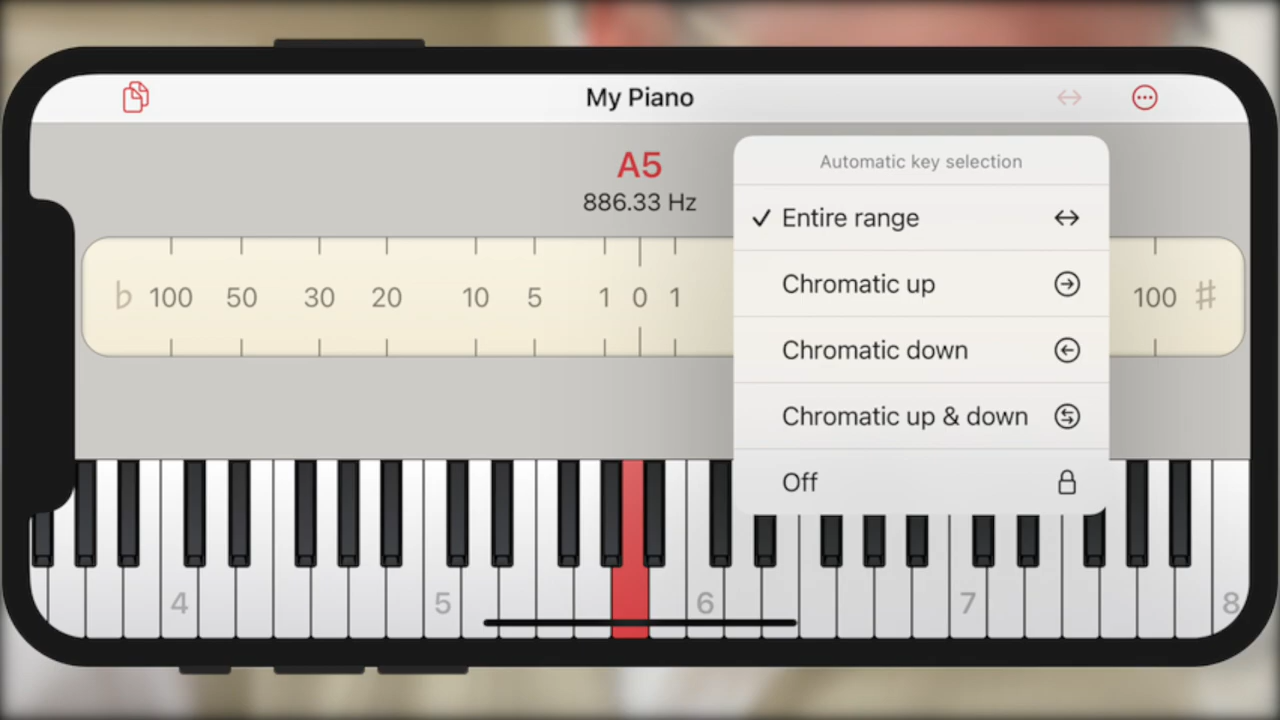 My Piano
A5
886.33 Hz
Automatic key selection
Entire range
Chromatic up
Chromatic down
Chromatic up & down
Off
♭ 100 50 30 20 10 5 1 0 1 100 ♯
4 5 6 7 8